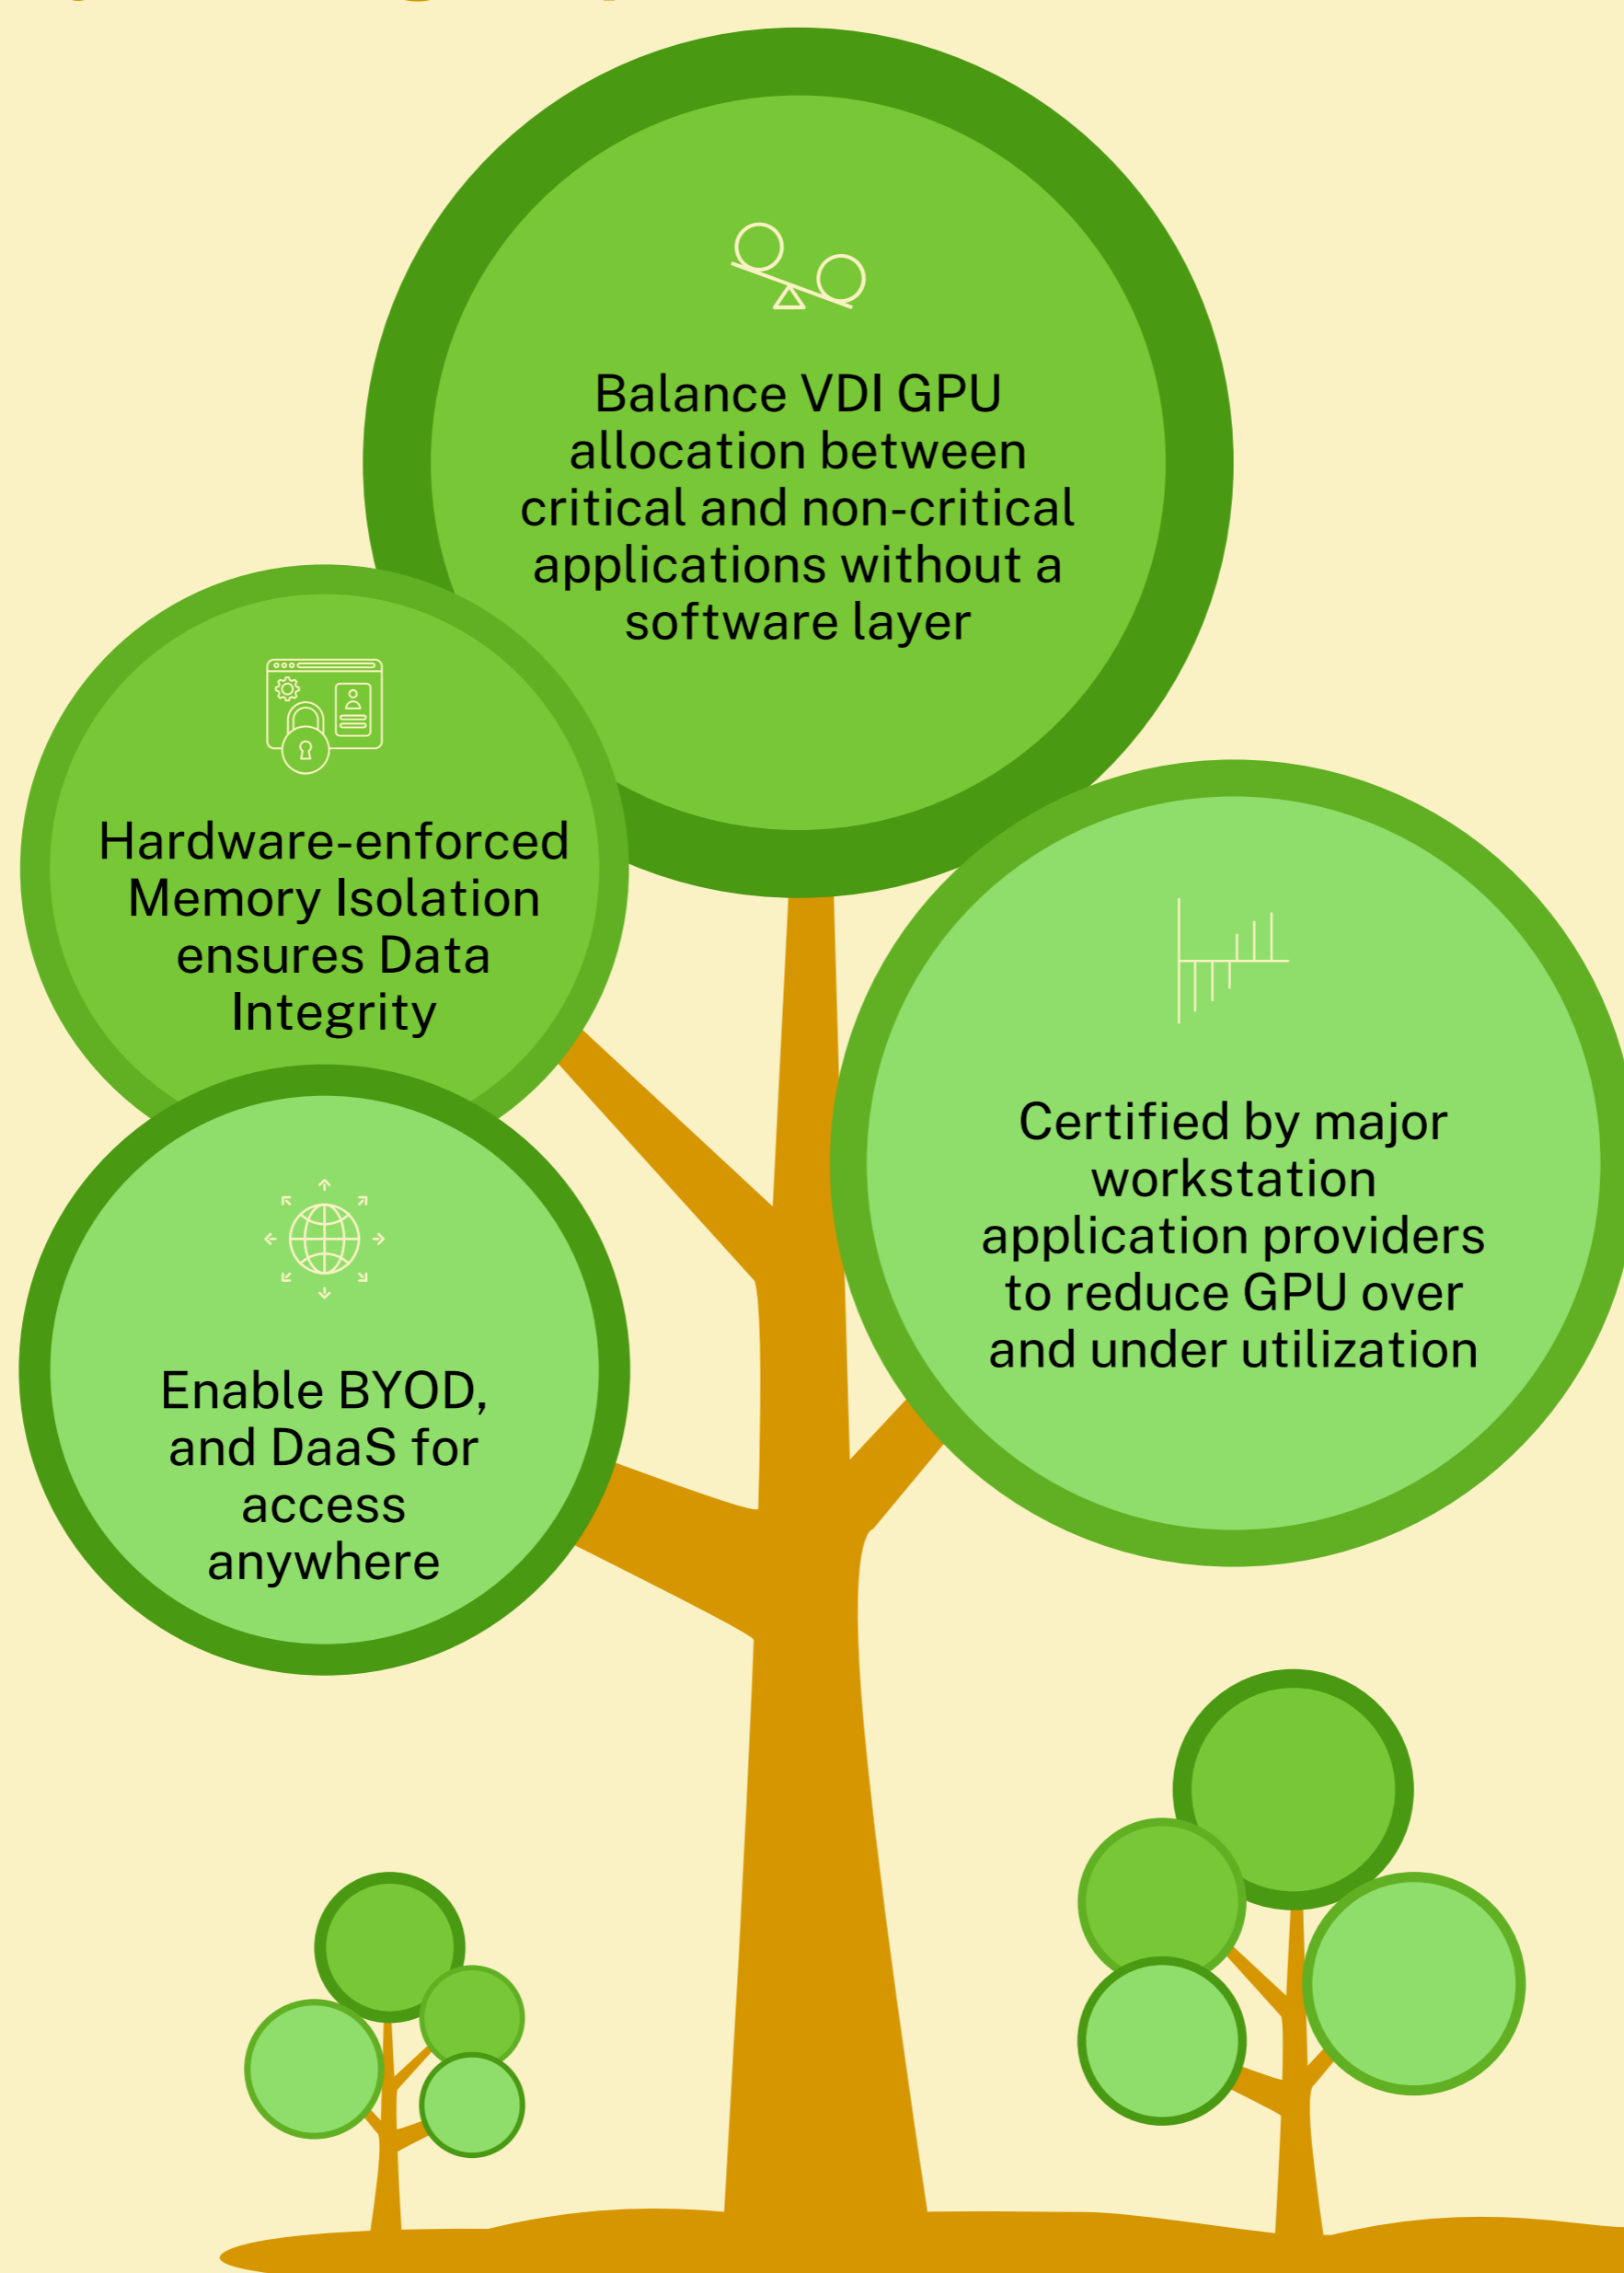 Balance VDI GPU
allocation between
critical and non-critical
applications without a
software layer
Hardware-enforced
Memory Isolation
ensures Data
Integrity
Certified by major
workstation
application providers
to reduce GPU over
and under utilization
Enable BYOD,
and DaaS for
access
anywhere